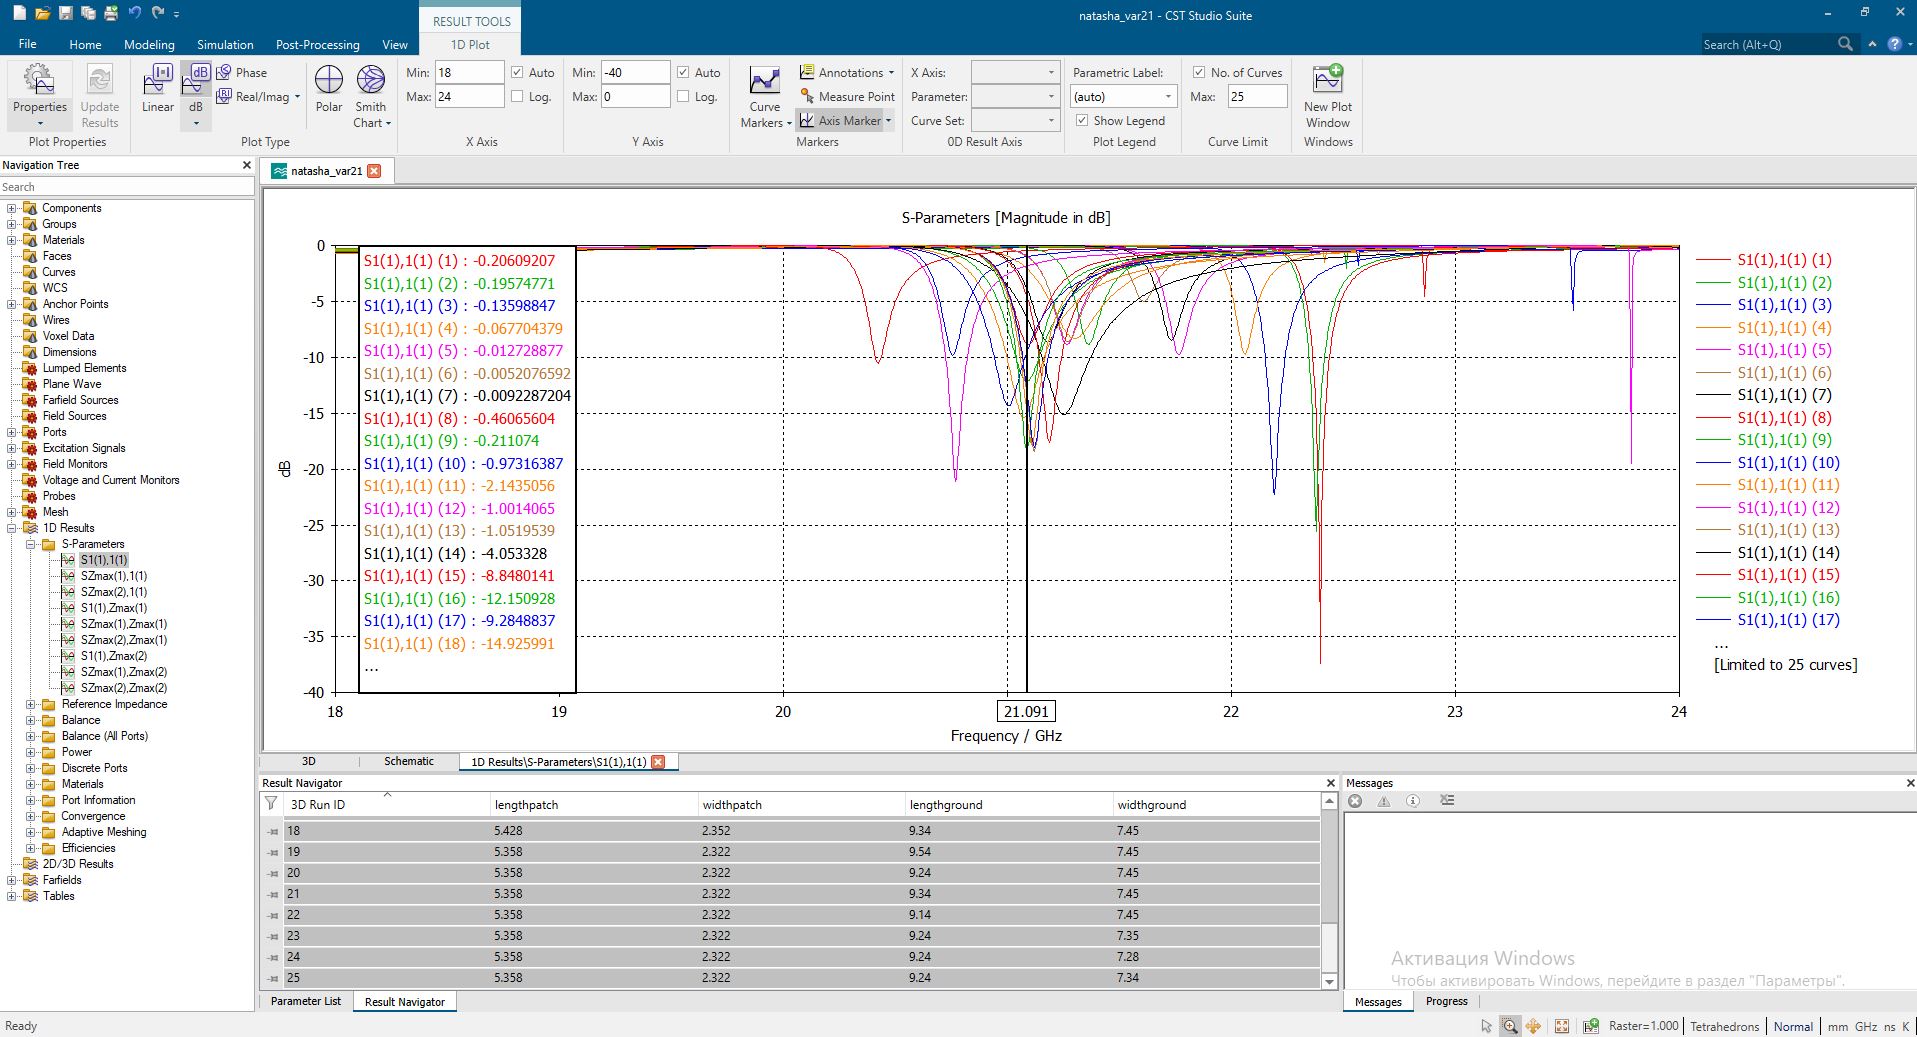 natasha_var21 - CST Studio Suite
RESULT TOOLS
File Home Modeling Simulation Post-Processing View 1D Plot
Search (Alt+Q)
Properties
Update Results
Plot Properties
Linear
dB
Phase
Real/Imag
Polar
Smith Chart
Plot Type
Min: 18 Auto
Max: 24 Log.
X Axis
Min: -40 Auto
Max: 0 Log.
Y Axis
Curve Markers
Annotations
Measure Point
Axis Marker
Markers
X Axis:
Parameter:
Curve Set:
0D Result Axis
Parametric Label:
(auto)
Show Legend
Plot Legend
No. of Curves
Max: 25
Curve Limit
New Plot Window
Windows
Navigation Tree
Search
Components
Groups
Materials
Faces
Curves
WCS
Anchor Points
Wires
Voxel Data
Dimensions
Lumped Elements
Plane Wave
Farfield Sources
Field Sources
Ports
Excitation Signals
Field Monitors
Voltage and Current Monitors
Probes
Mesh
1D Results
S-Parameters
S1(1),1(1)
SZmax(1),1(1)
SZmax(2),1(1)
S1(1),Zmax(1)
SZmax(1),Zmax(1)
SZmax(2),Zmax(1)
S1(1),Zmax(2)
SZmax(1),Zmax(2)
SZmax(2),Zmax(2)
Reference Impedance
Balance
Balance (All Ports)
Power
Discrete Ports
Materials
Port Information
Convergence
Adaptive Meshing
Efficiencies
2D/3D Results
Farfields
Tables
natasha_var21
S-Parameters [Magnitude in dB]
0
-5
-10
-15
-20
-25
-30
-35
-40
dB
S1(1),1(1) (1) : -0.20609207
S1(1),1(1) (2) : -0.19574771
S1(1),1(1) (3) : -0.13598847
S1(1),1(1) (4) : -0.067704379
S1(1),1(1) (5) : -0.012728877
S1(1),1(1) (6) : -0.0052076592
S1(1),1(1) (7) : -0.0092287204
S1(1),1(1) (8) : -0.46065604
S1(1),1(1) (9) : -0.211074
S1(1),1(1) (10) : -0.97316387
S1(1),1(1) (11) : -2.1435056
S1(1),1(1) (12) : -1.0014065
S1(1),1(1) (13) : -1.0519539
S1(1),1(1) (14) : -4.053328
S1(1),1(1) (15) : -8.8480141
S1(1),1(1) (16) : -12.150928
S1(1),1(1) (17) : -9.2848837
S1(1),1(1) (18) : -14.925991
...
18 19 20 21.091 22 23 24
Frequency / GHz
S1(1),1(1) (1)
S1(1),1(1) (2)
S1(1),1(1) (3)
S1(1),1(1) (4)
S1(1),1(1) (5)
S1(1),1(1) (6)
S1(1),1(1) (7)
S1(1),1(1) (8)
S1(1),1(1) (9)
S1(1),1(1) (10)
S1(1),1(1) (11)
S1(1),1(1) (12)
S1(1),1(1) (13)
S1(1),1(1) (14)
S1(1),1(1) (15)
S1(1),1(1) (16)
S1(1),1(1) (17)
...
[Limited to 25 curves]
3D Schematic 1D Results\S-Parameters\S1(1),1(1)
Result Navigator
3D Run ID lengthpatch widthpatch lengthground widthground
18 5.428 2.352 9.34 7.45
19 5.358 2.322 9.54 7.45
20 5.358 2.322 9.24 7.45
21 5.358 2.322 9.34 7.45
22 5.358 2.322 9.14 7.45
23 5.358 2.322 9.24 7.35
24 5.358 2.322 9.24 7.28
25 5.358 2.322 9.24 7.34
Parameter List Result Navigator
Messages
Активация Windows
Чтобы активировать Windows, перейдите в раздел "Параметры".
Messages Progress
Ready
Raster=1.000 Tetrahedrons Normal mm GHz ns K